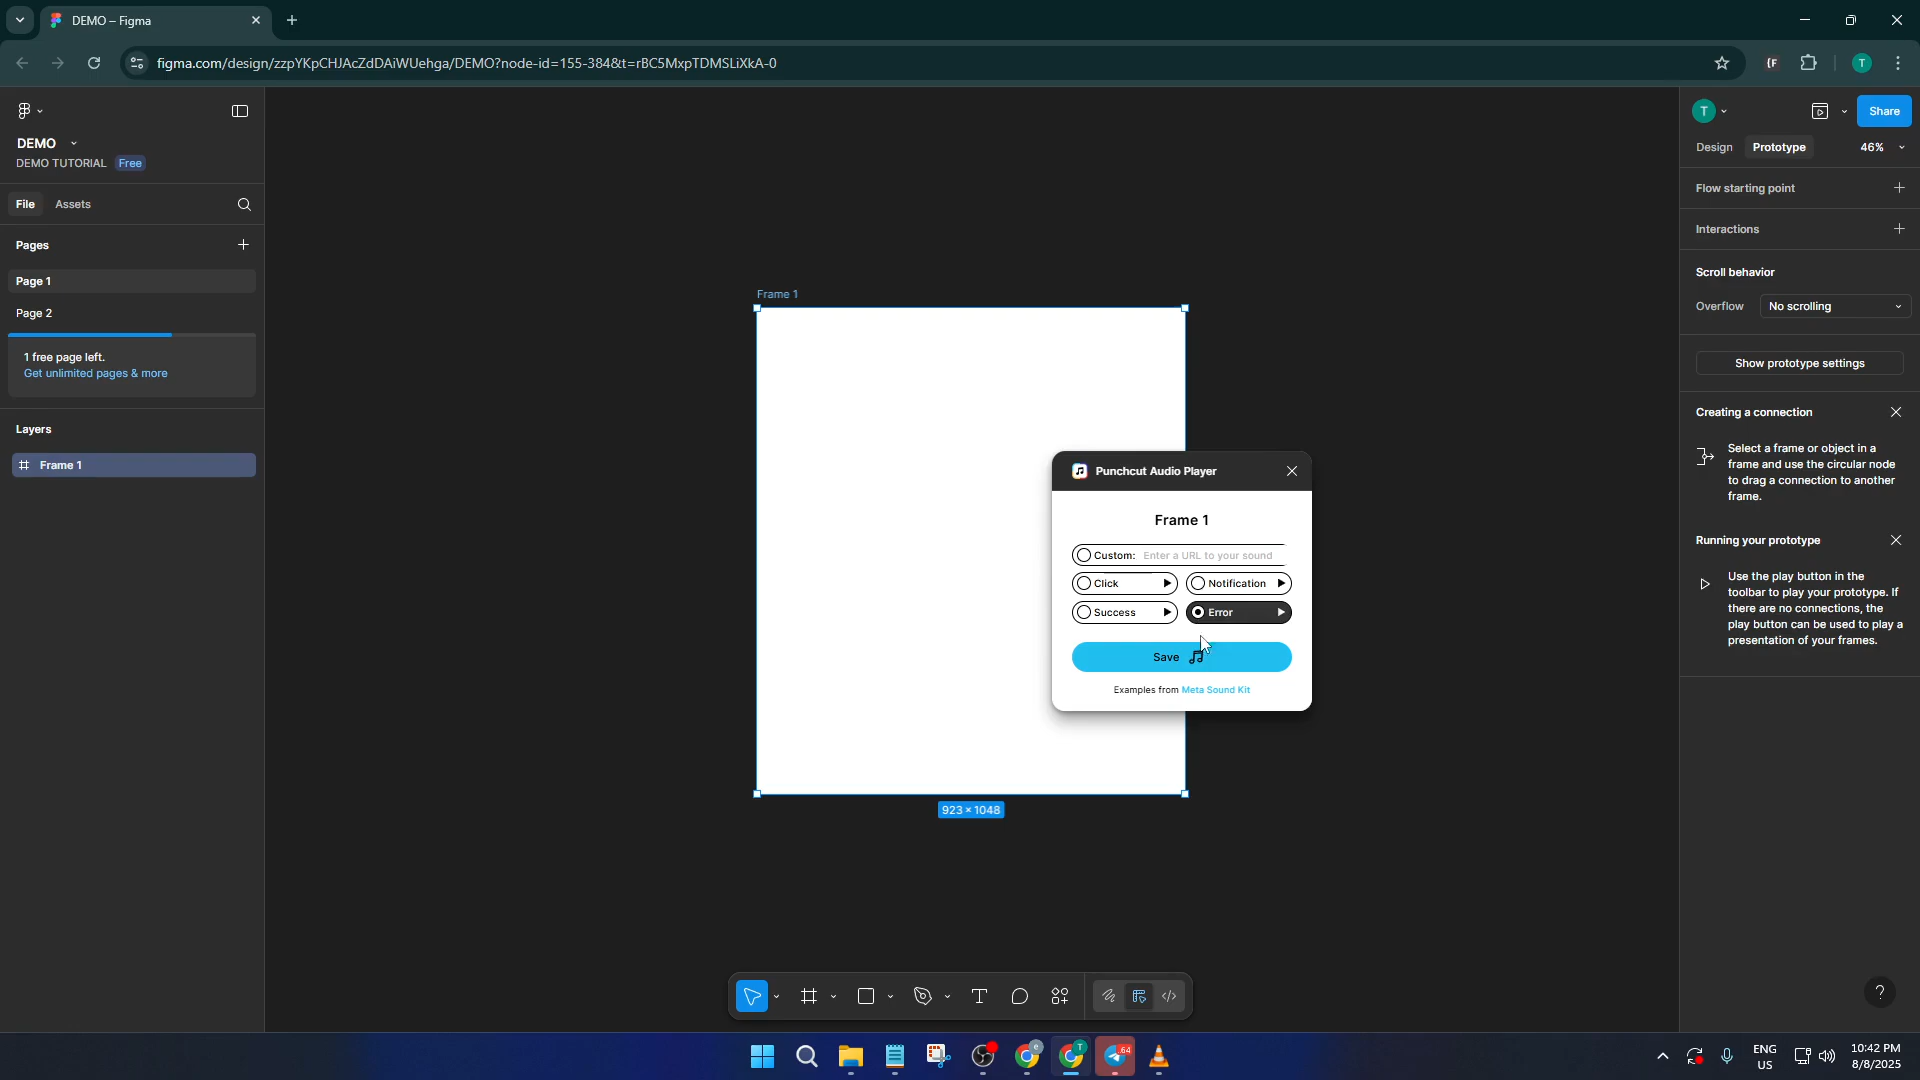 DEMO – Figma
figma.com/design/zzpYKpCHJAcZdDAiWUehga/DEMO?node-id=155-384&t=rBC5MxpTDMSLiXkA-0
T
DEMO
DEMO TUTORIAL Free
File Assets
Pages
Page 1
Page 2
1 free page left.
Get unlimited pages & more
Layers
Frame 1
Frame 1
923 × 1048
Punchcut Audio Player
Frame 1
Custom: Enter a URL to your sound
Click Notification
Success Error
Save
Examples from Meta Sound Kit
T Share
Design Prototype 46%
Flow starting point
Interactions
Scroll behavior
Overflow No scrolling
Show prototype settings
Creating a connection
Select a frame or object in a
frame and use the circular node
to drag a connection to another
frame.
Running your prototype
Use the play button in the
toolbar to play your prototype. If
there are no connections, the
play button can be used to play a
presentation of your frames.
?
e
T
64
ENG
US
10:42 PM
8/8/2025